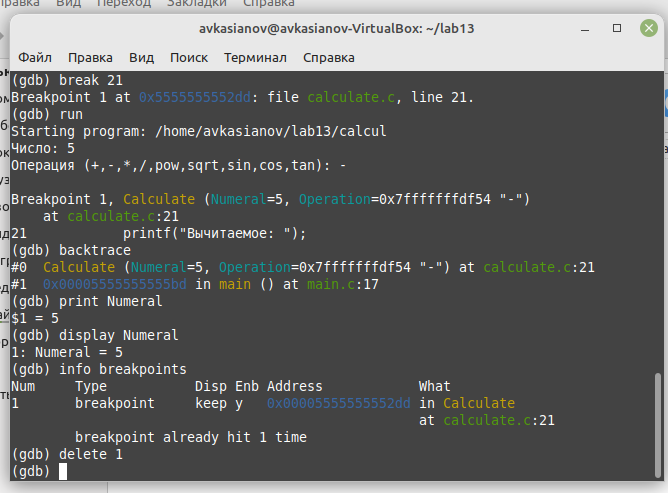 Правка Вид Переход Закладки Справка
avkasianov@avkasianov-VirtualBox: ~/lab13
Файл Правка Вид Поиск Терминал Справка
(gdb) break 21
Breakpoint 1 at 0x5555555552dd: file calculate.c, line 21.
(gdb) run
Starting program: /home/avkasianov/lab13/calcul
Число: 5
Операция (+,-,*,/,pow,sqrt,sin,cos,tan): -
Breakpoint 1, Calculate (Numeral=5, Operation=0x7fffffffdf54 "-")
at calculate.c:21
21 printf("Вычитаемое: ");
(gdb) backtrace
#0 Calculate (Numeral=5, Operation=0x7fffffffdf54 "-") at calculate.c:21
#1 0x00005555555555bd in main () at main.c:17
(gdb) print Numeral
$1 = 5
(gdb) display Numeral
1: Numeral = 5
(gdb) info breakpoints
Num Type Disp Enb Address What
1 breakpoint keep y 0x00005555555552dd in Calculate
at calculate.c:21
breakpoint already hit 1 time
(gdb) delete 1
(gdb)